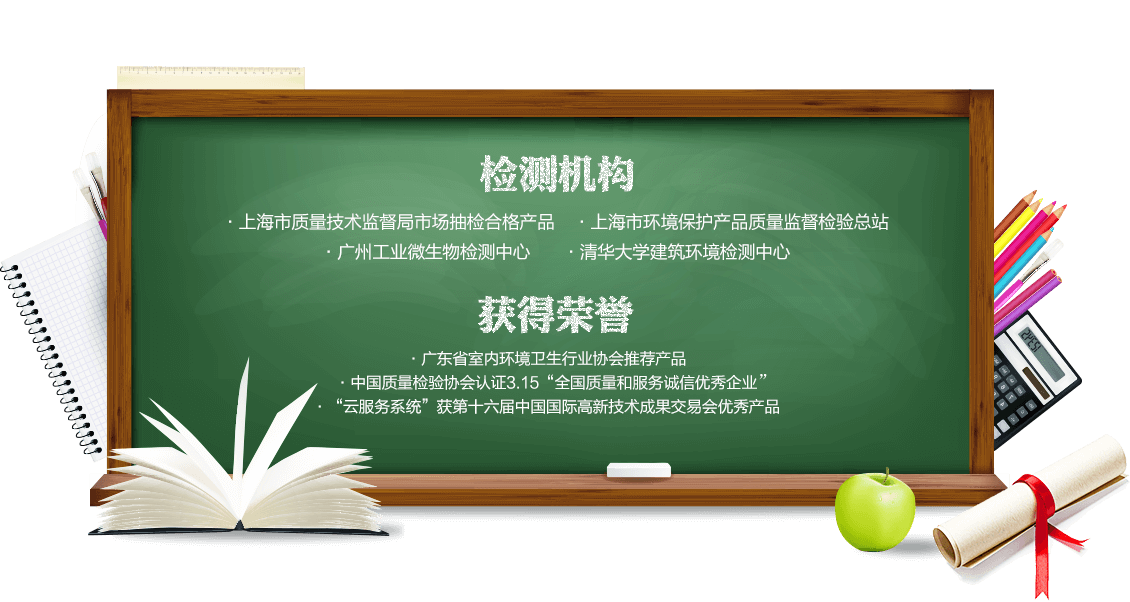 检测机构
· 上海市质量技术监督局市场抽检合格产品 · 上海市环境保护产品质量监督检验总站
· 广州工业微生物检测中心 · 清华大学建筑环境检测中心
获得荣誉
· 广东省室内环境卫生行业协会推荐产品
· 中国质量检验协会认证3.15“全国质量和服务诚信优秀企业”
· “云服务系统”获第十六届中国国际高新技术成果交易会优秀产品